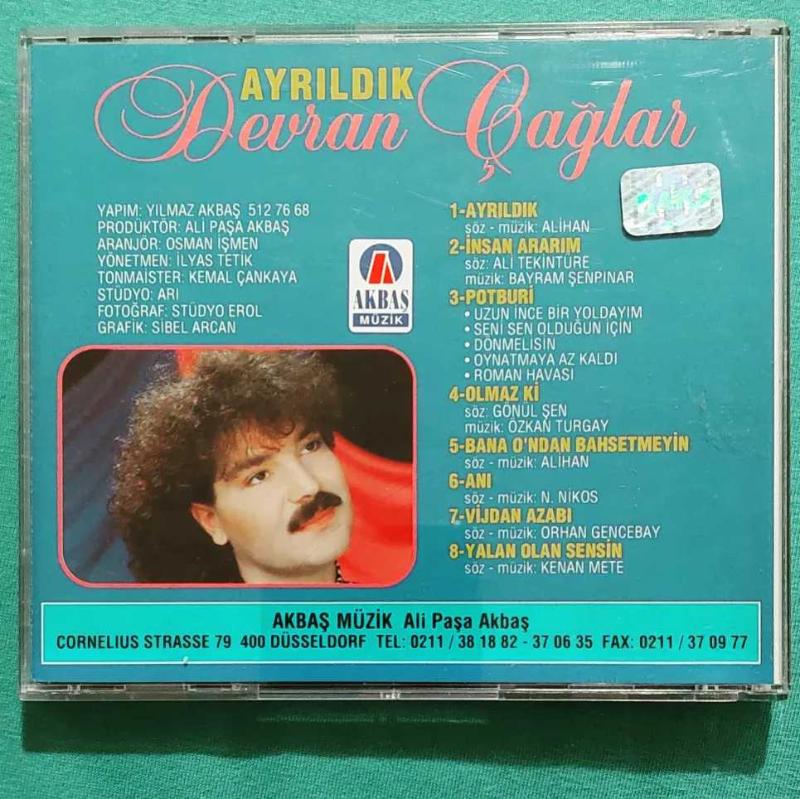 AYRILDIK
Devran Çağlar
YAPIM: YILMAZ AKBAŞ 512 76 68
PRODÜKTÖR: ALİ PAŞA AKBAŞ
ARANJÖR: OSMAN İŞMEN
YÖNETMEN: İLYAS TETİK
TONMAISTER: KEMAL ÇANKAYA
STÜDYO: ARI
FOTOĞRAF: STÜDYO EROL
GRAFİK: SİBEL ARCAN
AKBAŞ
MÜZİK
1-AYRILDIK
söz - müzik: ALİHAN
2-İNSAN ARARIM
söz: ALİ TEKİNTÜRE
müzik: BAYRAM ŞENPINAR
3-POTBURİ
• UZUN İNCE BİR YOLDAYIM
• SENİ SEN OLDUĞUN İÇİN
• DÖNMELİSİN
• OYNATMAYA AZ KALDI
• ROMAN HAVASI
4-OLMAZ Kİ
söz: GÖNÜL ŞEN
müzik: ÖZKAN TURGAY
5-BANA O'NDAN BAHSETMEYİN
söz - müzik: ALİHAN
6-ANI
söz - müzik: N. NİKOS
7-VİJDAN AZABI
söz - müzik: ORHAN GENCEBAY
8-YALAN OLAN SENSİN
söz - müzik: KENAN METE
AKBAŞ MÜZİK Ali Paşa Akbaş
CORNELIUS STRASSE 79 400 DÜSSELDORF TEL: 0211 / 38 18 82 - 37 06 35 FAX: 0211 / 37 09 77